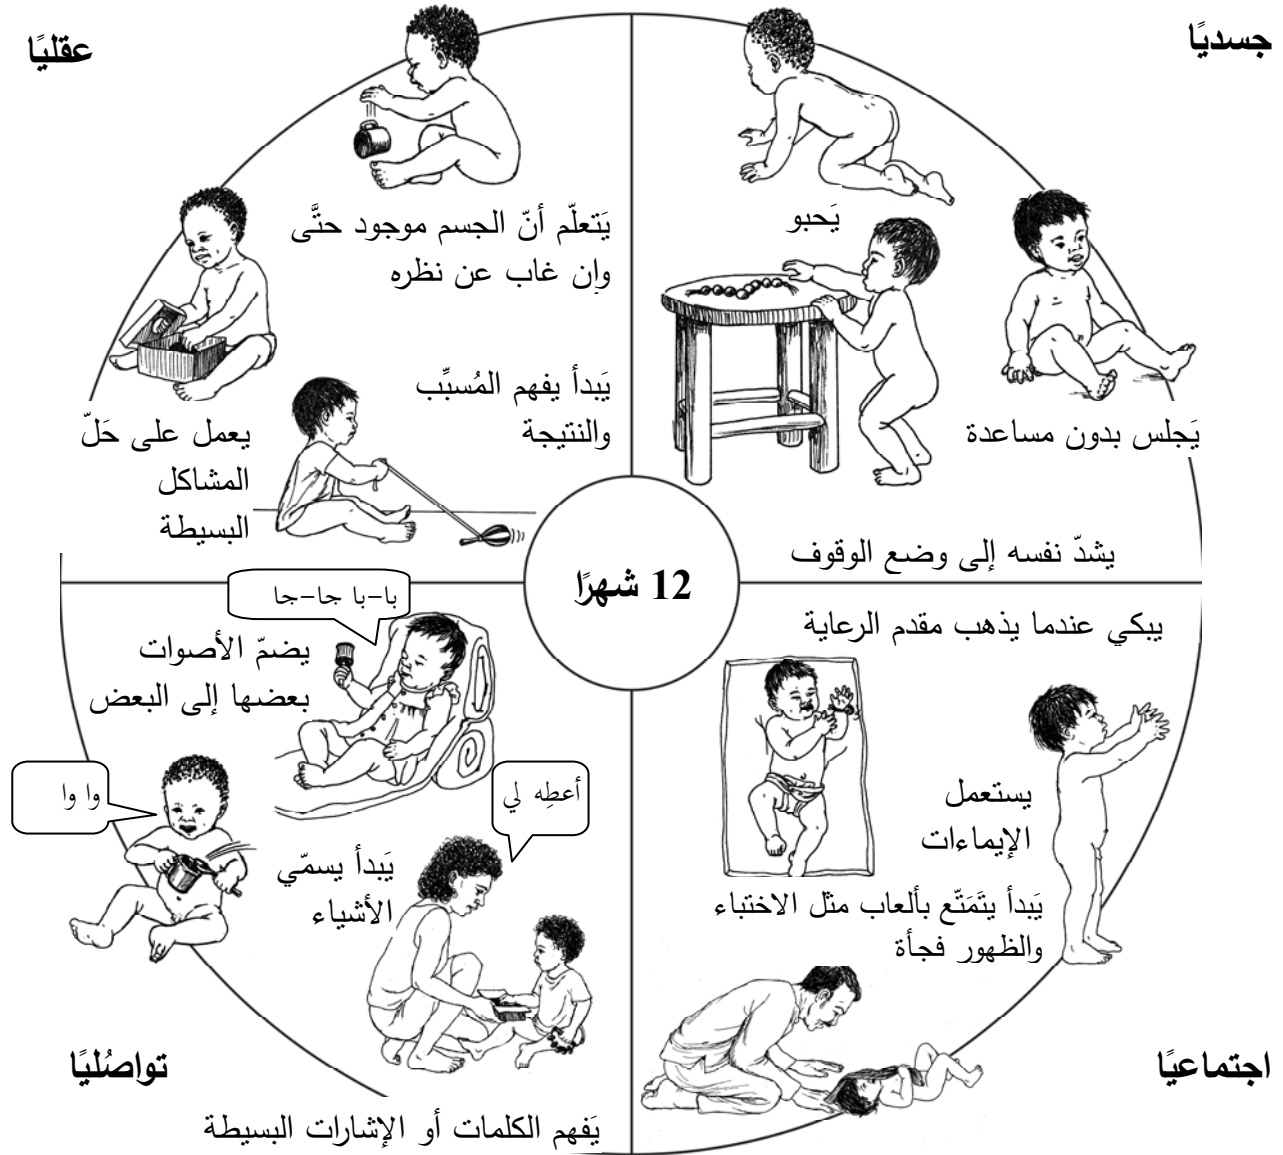 جسديًا
يَحبو
يَجلس بدون مساعدة
يشدّ نفسه إلى وضع الوقوف
عقليًا
يَتعلّم أنّ الجسم موجود حتَّى
وإن غاب عن نظره
يَبدأ يفهم المُسبِّب
والنتيجة
يعمل على حَلّ
المشاكل
البسيطة
12 شهرًا
يبكي عندما يذهب مقدم الرعاية
يستعمل
الإيماءات
يَبدأ يتَمَتّع بألعاب مثل الاختباء
والظهور فجأة
اجتماعيًا
با-با جا-جا
يضمّ الأصوات
بعضها إلى البعض
وا وا
أعطِه لي
يَبدأ يسمّي
الأشياء
تواصُليًا
يَفهم الكلمات أو الإشارات البسيطة